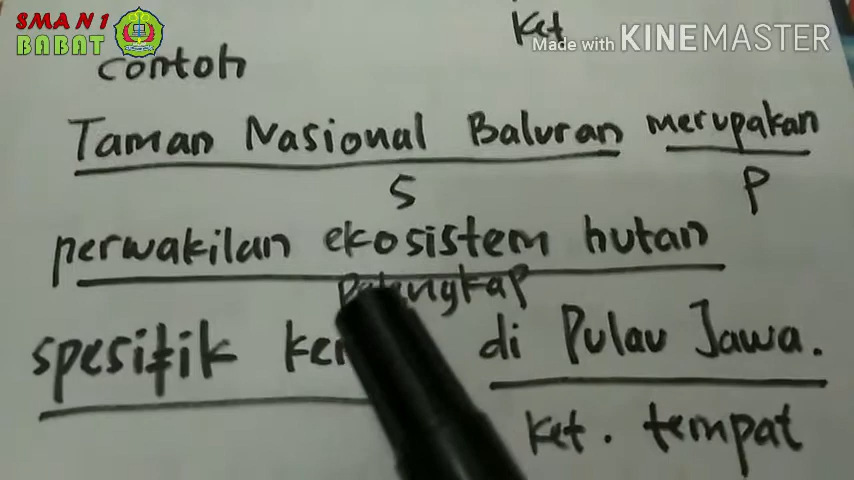 SMA N 1
BABAT
Ket
Made with KINEMASTER
contoh
Taman Nasional Baluran merupakan
S P
perwakilan ekosistem hutan
spesifik di Pulau Jawa.
ket. tempat